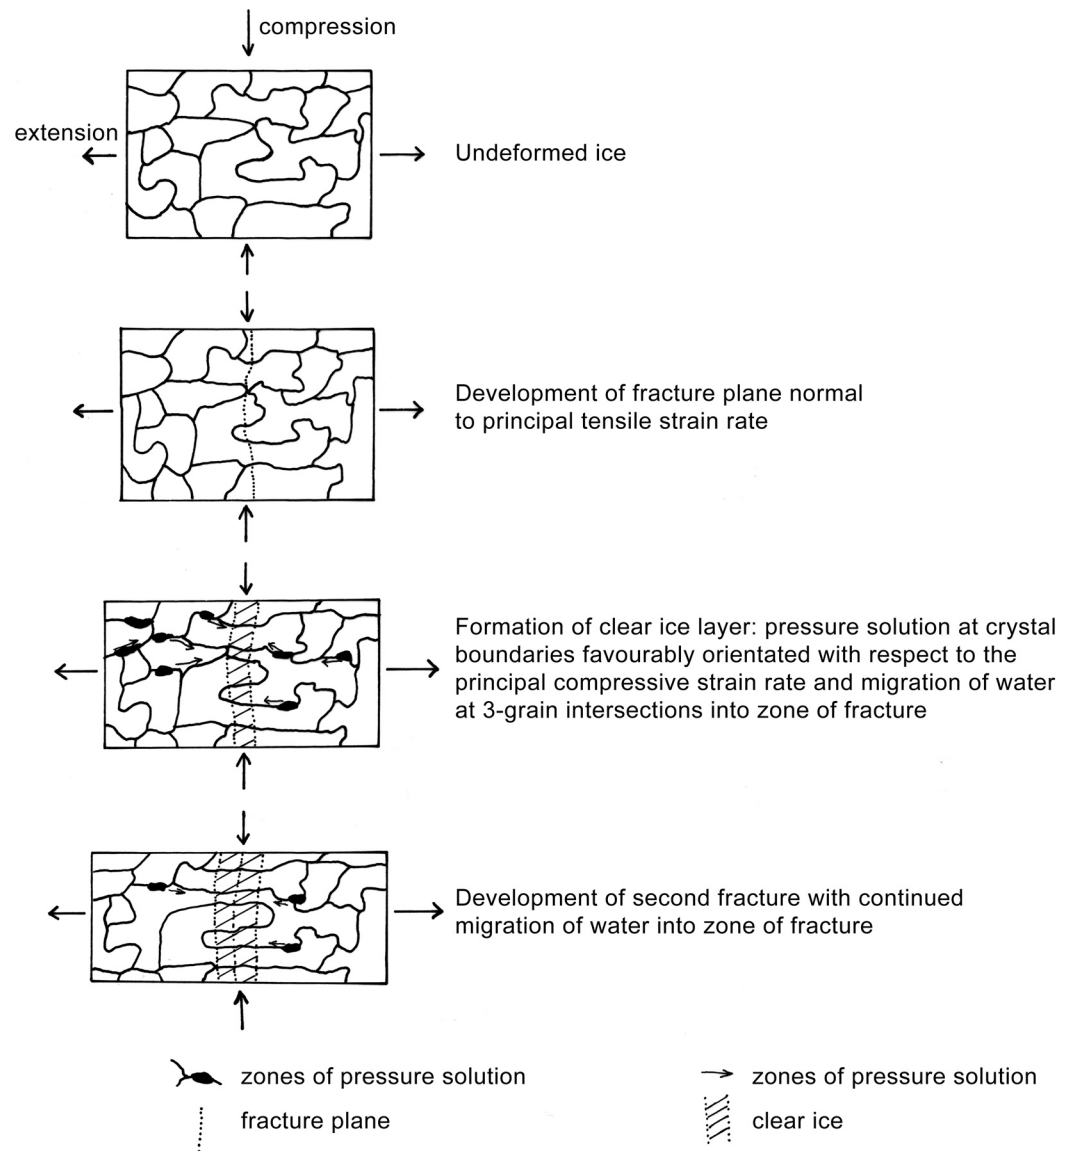 compression
extension
Undeformed ice
Development of fracture plane normal
to principal tensile strain rate
Formation of clear ice layer: pressure solution at crystal
boundaries favourably orientated with respect to the
principal compressive strain rate and migration of water
at 3-grain intersections into zone of fracture
Development of second fracture with continued
migration of water into zone of fracture
zones of pressure solution
zones of pressure solution
fracture plane
clear ice